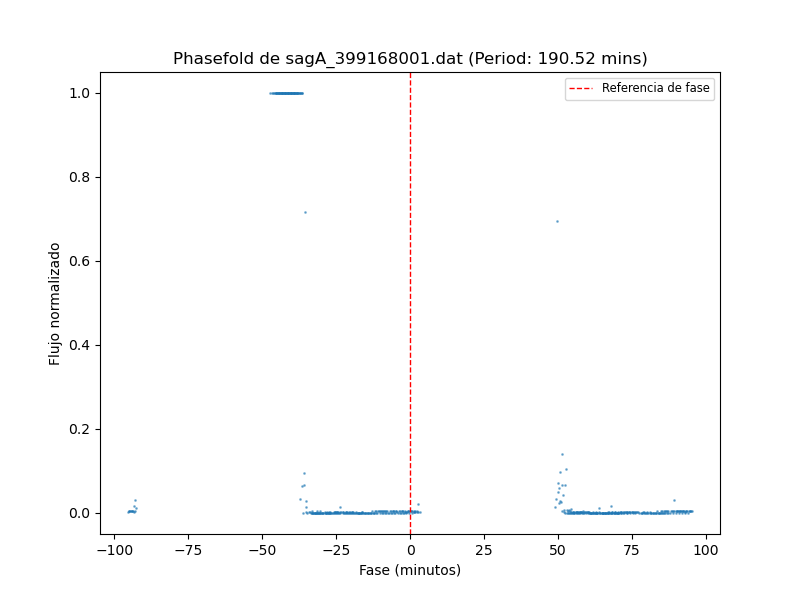 Phasefold de sagA_399168001.dat (Period: 190.52 mins)
Referencia de fase
Flujo normalizado
1.0
0.8
0.6
0.4
0.2
0.0
−100 −75 −50 −25 0 25 50 75 100
Fase (minutos)